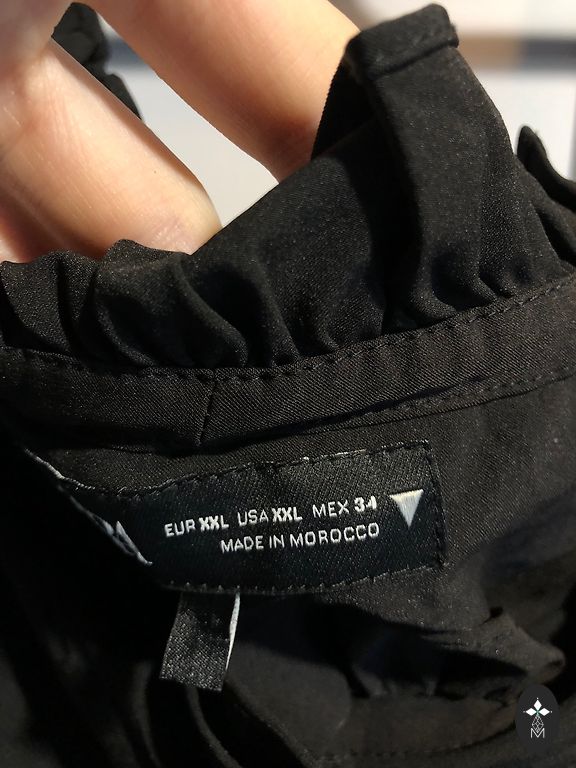 EUR XXL USA XXL MEX 34
MADE IN MOROCCO
M